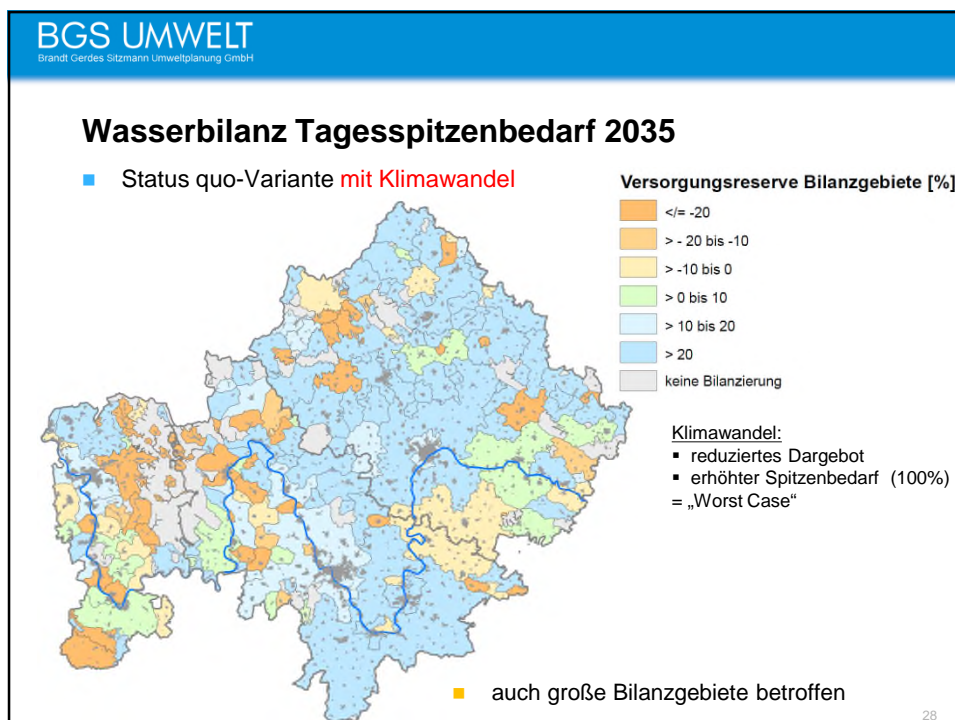 BGS UMWELT
Brandt Gerdes Sitzmann Umweltplanung GmbH
Wasserbilanz Tagesspitzenbedarf 2035
■ Status quo-Variante mit Klimawandel
Versorgungsreserve Bilanzgebiete [%]
</= -20
> - 20 bis -10
> -10 bis 0
> 0 bis 10
> 10 bis 20
> 20
keine Bilanzierung
Klimawandel:
▪ reduziertes Dargebot
▪ erhöhter Spitzenbedarf (100%)
= „Worst Case“
■ auch große Bilanzgebiete betroffen
28